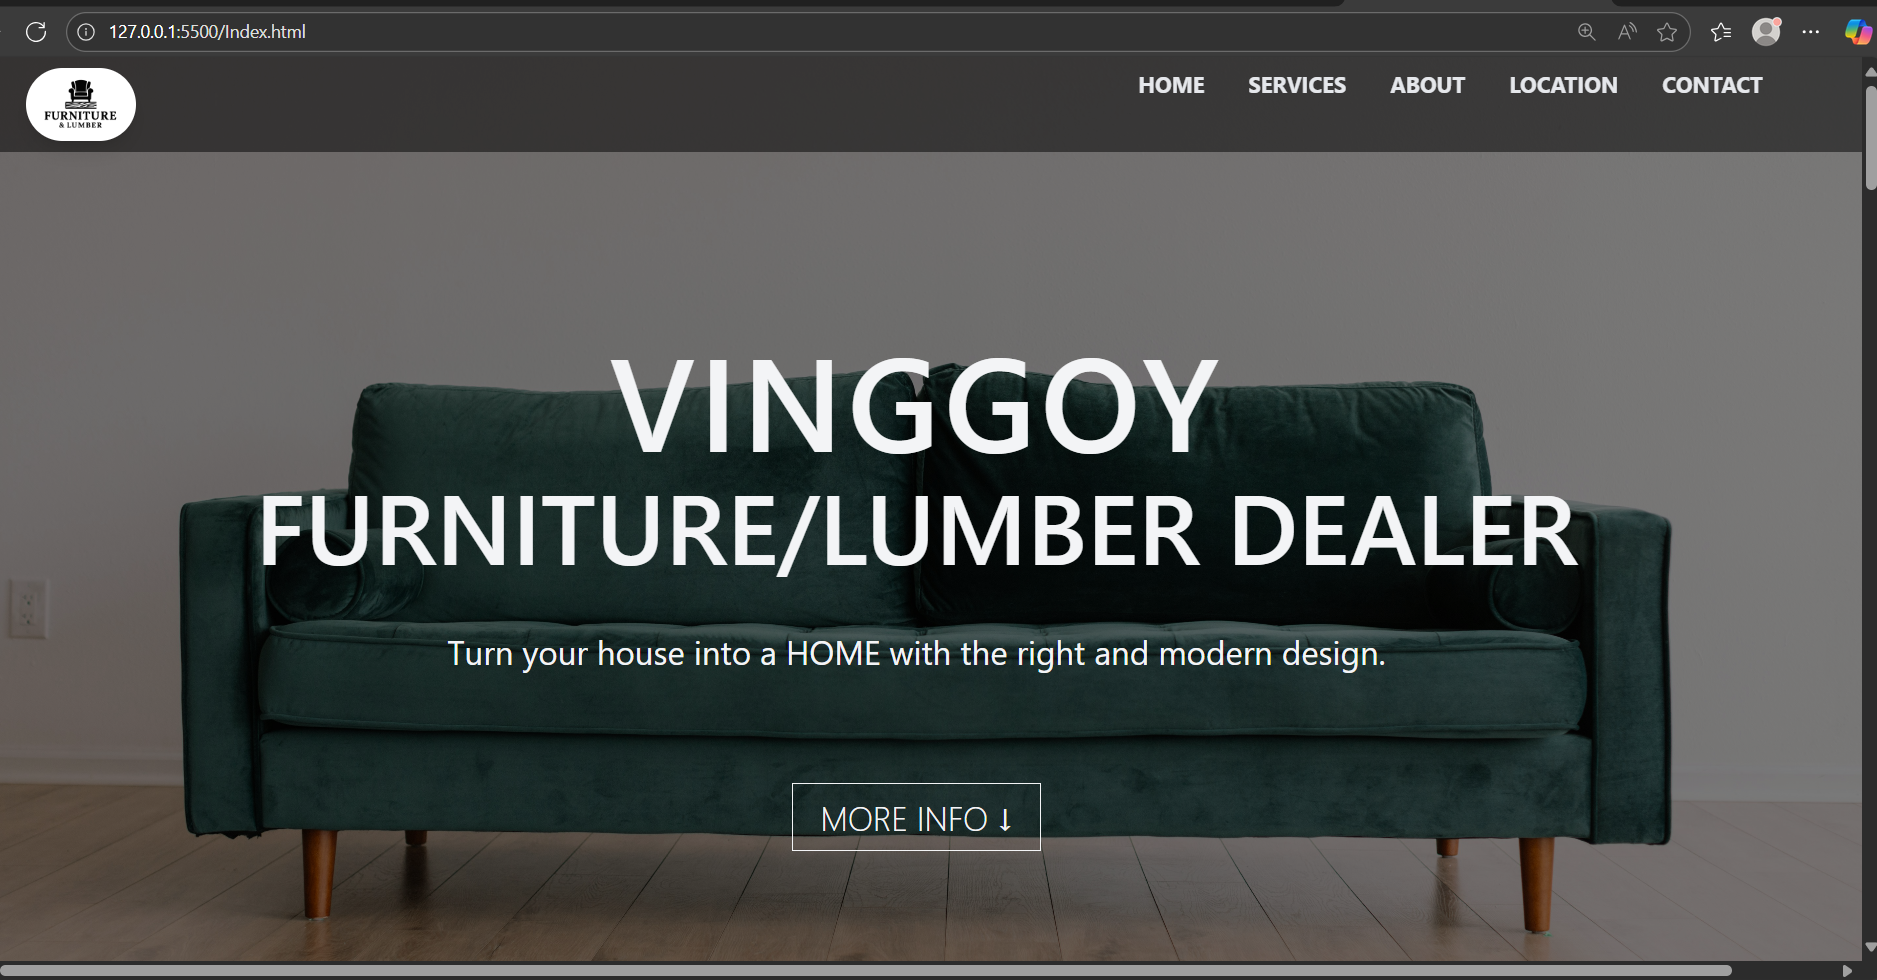 127.0.0.1:5500/Index.html
FURNITURE
& LUMBER
HOME SERVICES ABOUT LOCATION CONTACT
VINGGOY
FURNITURE/LUMBER DEALER
Turn your house into a HOME with the right and modern design.
MORE INFO ↓